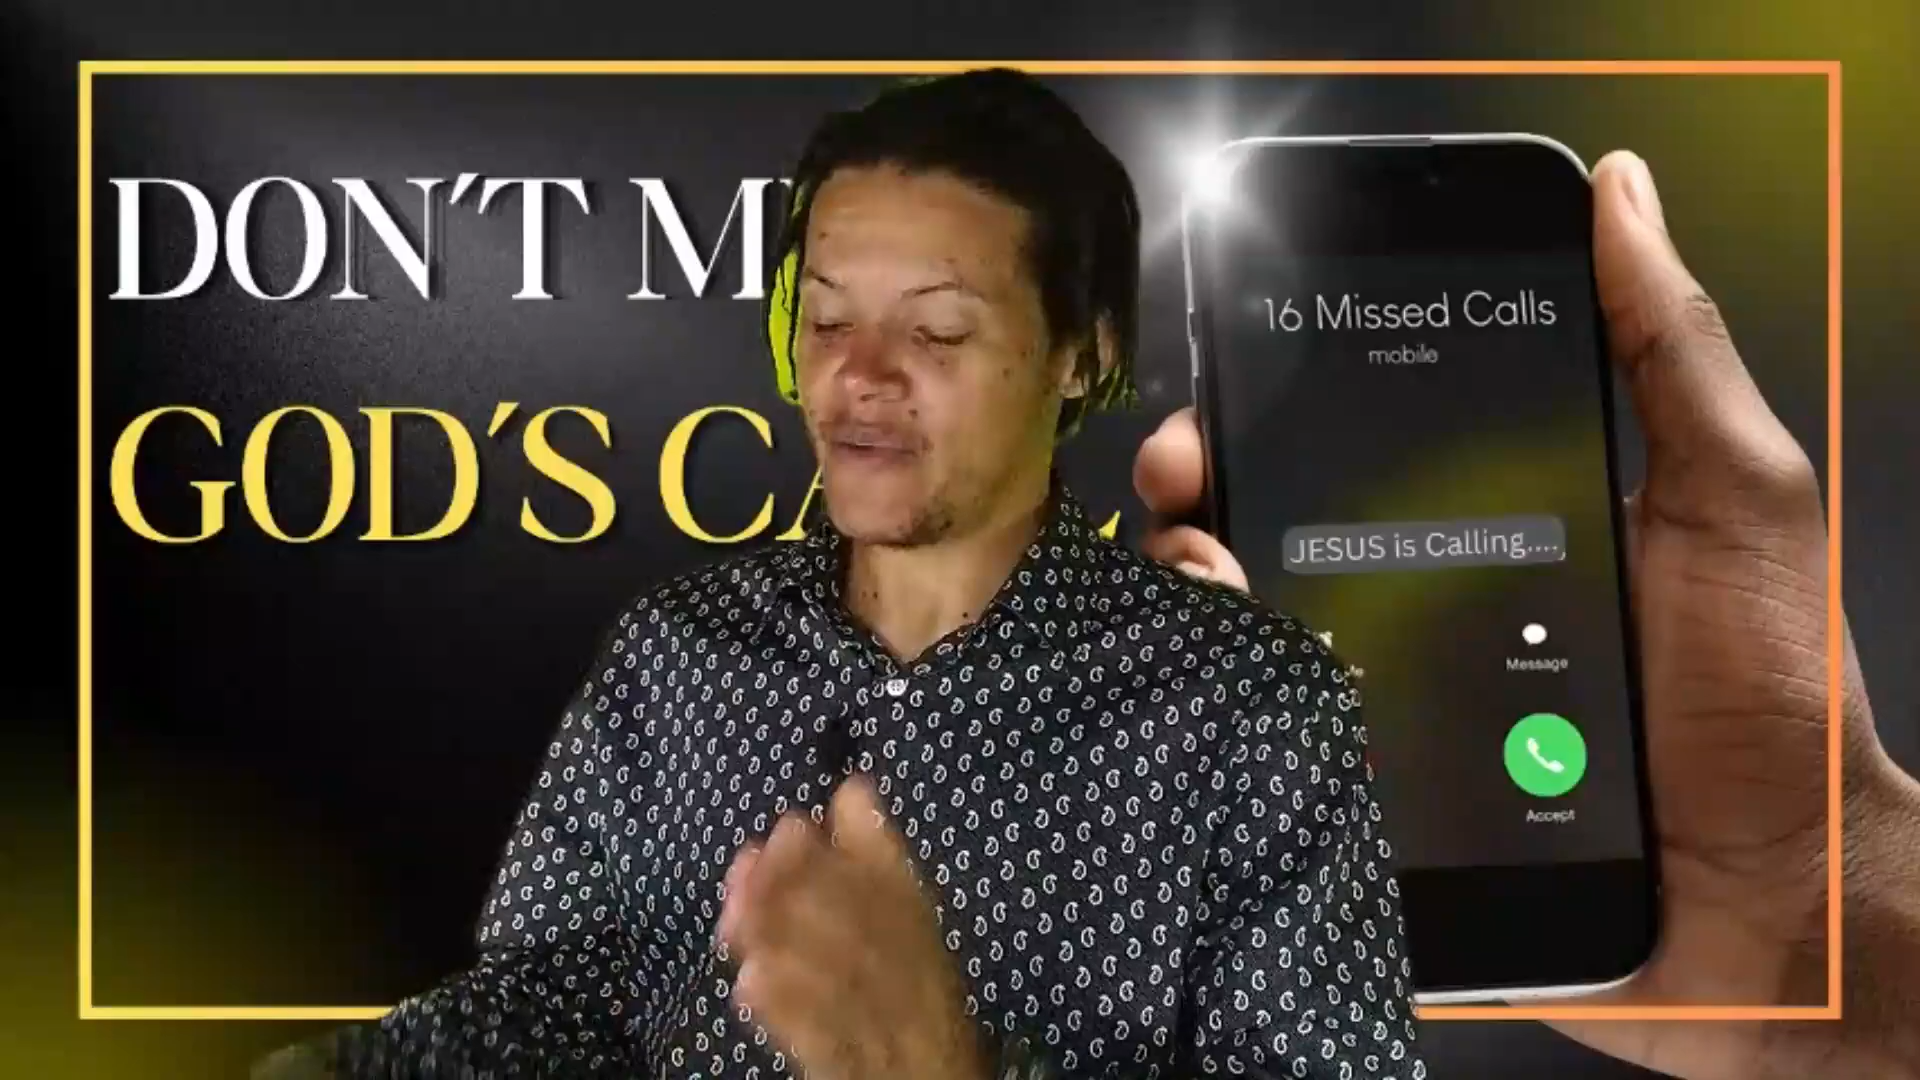 DON'T M
GOD'S CA
16 Missed Calls
mobile
JESUS is Calling....,
Message
Accept